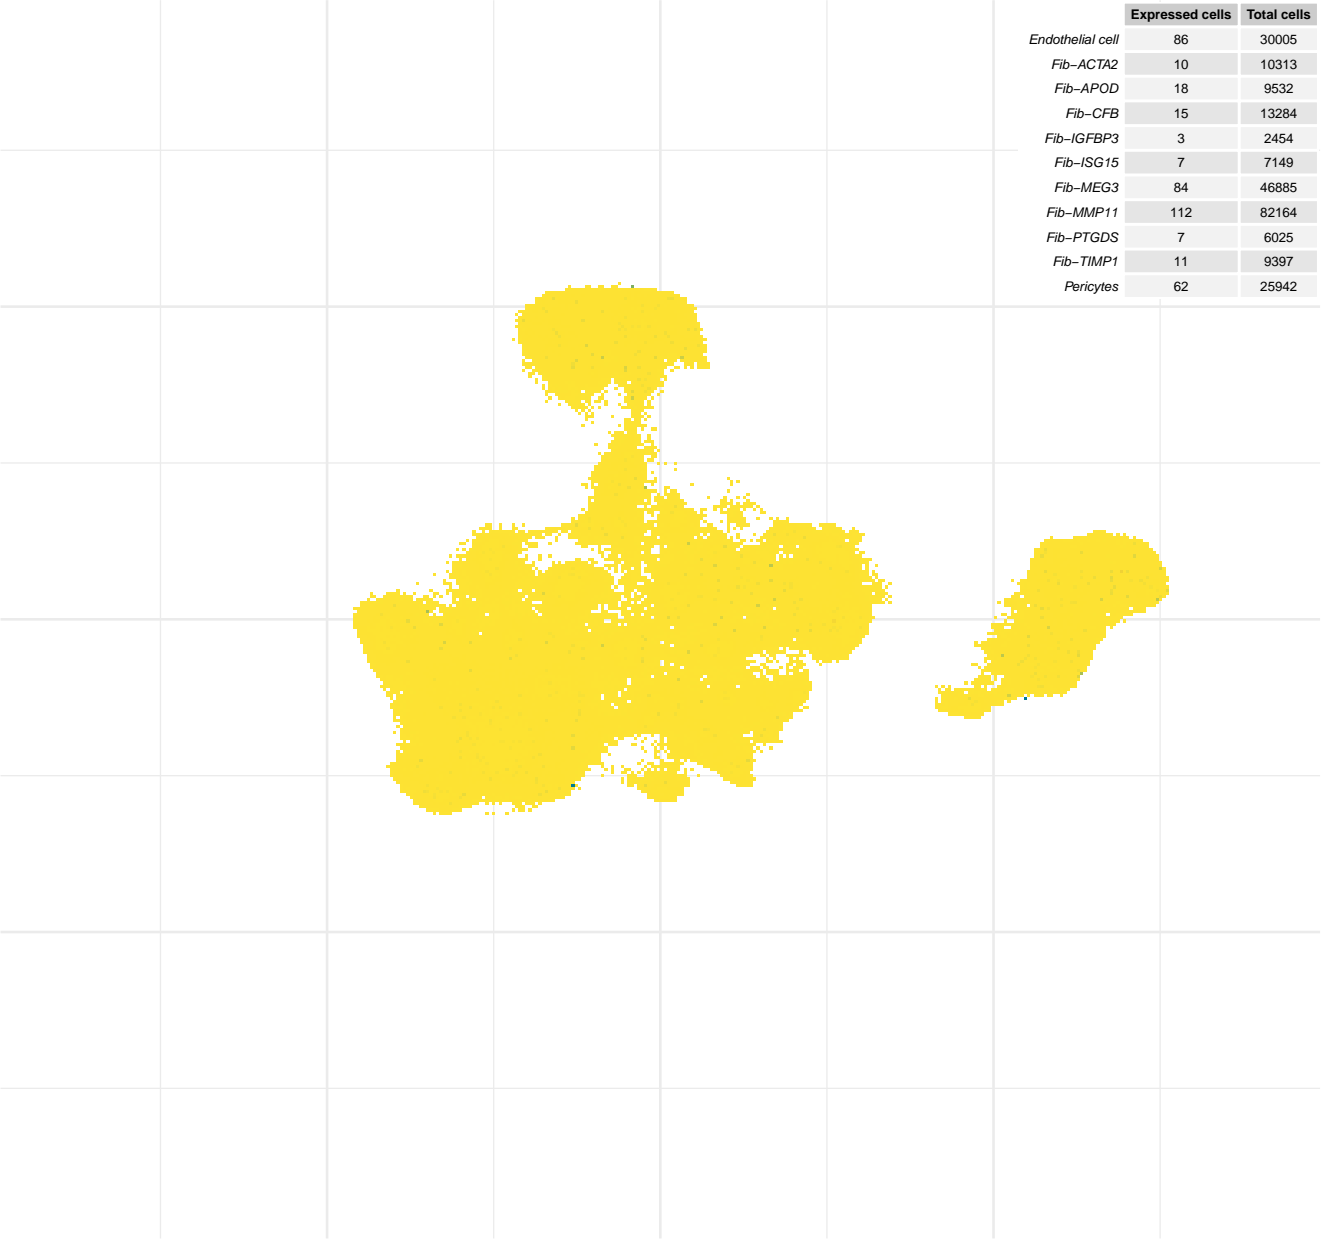 Expressed cells Total cells
Endothelial cell 86 30005
Fib−ACTA2 10 10313
Fib−APOD 18 9532
Fib−CFB 15 13284
Fib−IGFBP3 3 2454
Fib−ISG15 7 7149
Fib−MEG3 84 46885
Fib−MMP11 112 82164
Fib−PTGDS 7 6025
Fib−TIMP1 11 9397
Pericytes 62 25942